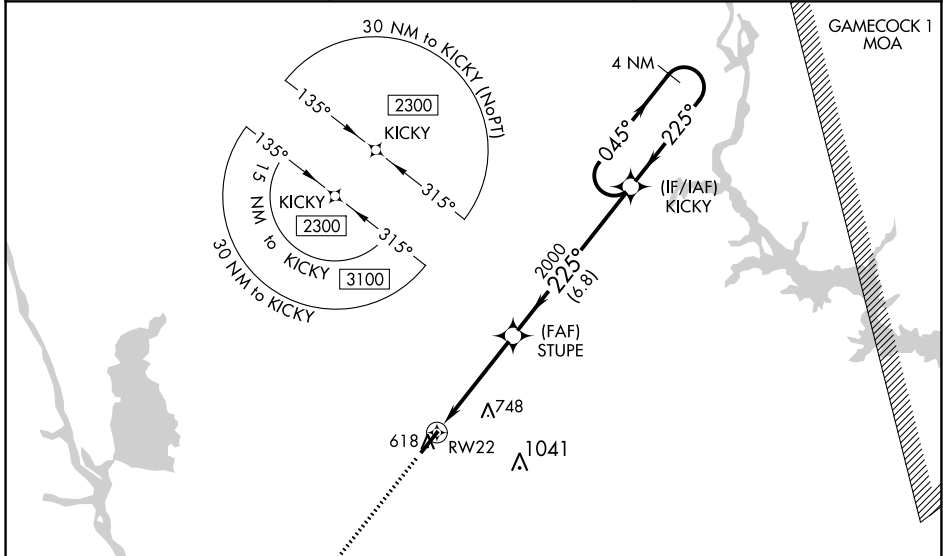 GAMECOCK 1
MOA
30 NM to KICKY (NoPT)
135°
2300
KICKY
315°
135°
KICKY
2300
315°
15 NM to KICKY
3100
30 NM to KICKY
4 NM
045°
225°
(IF/IAF)
KICKY
2000
225°
(6.8)
(FAF)
STUPE
748
618
RW22
1041